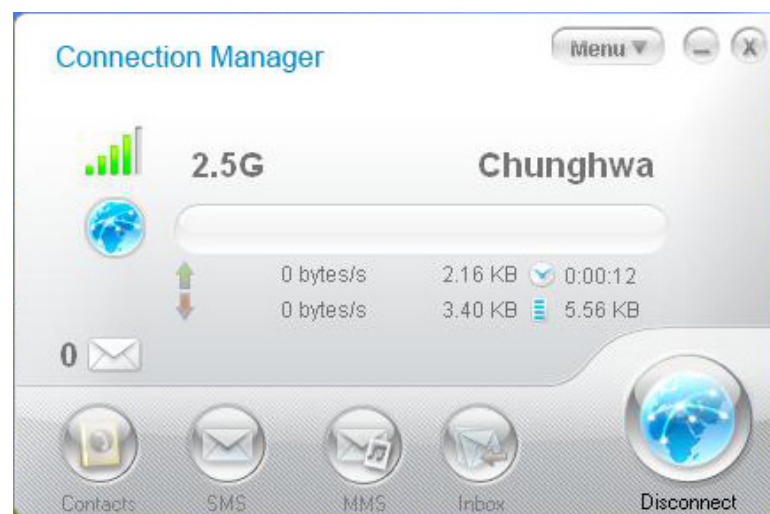 Connection Manager
Menu
X
2.5G
Chunghwa
0 bytes/s 2.16 KB 0:00:12
0 bytes/s 3.40 KB 5.56 KB
0
Contacts SMS MMS Inbox Disconnect